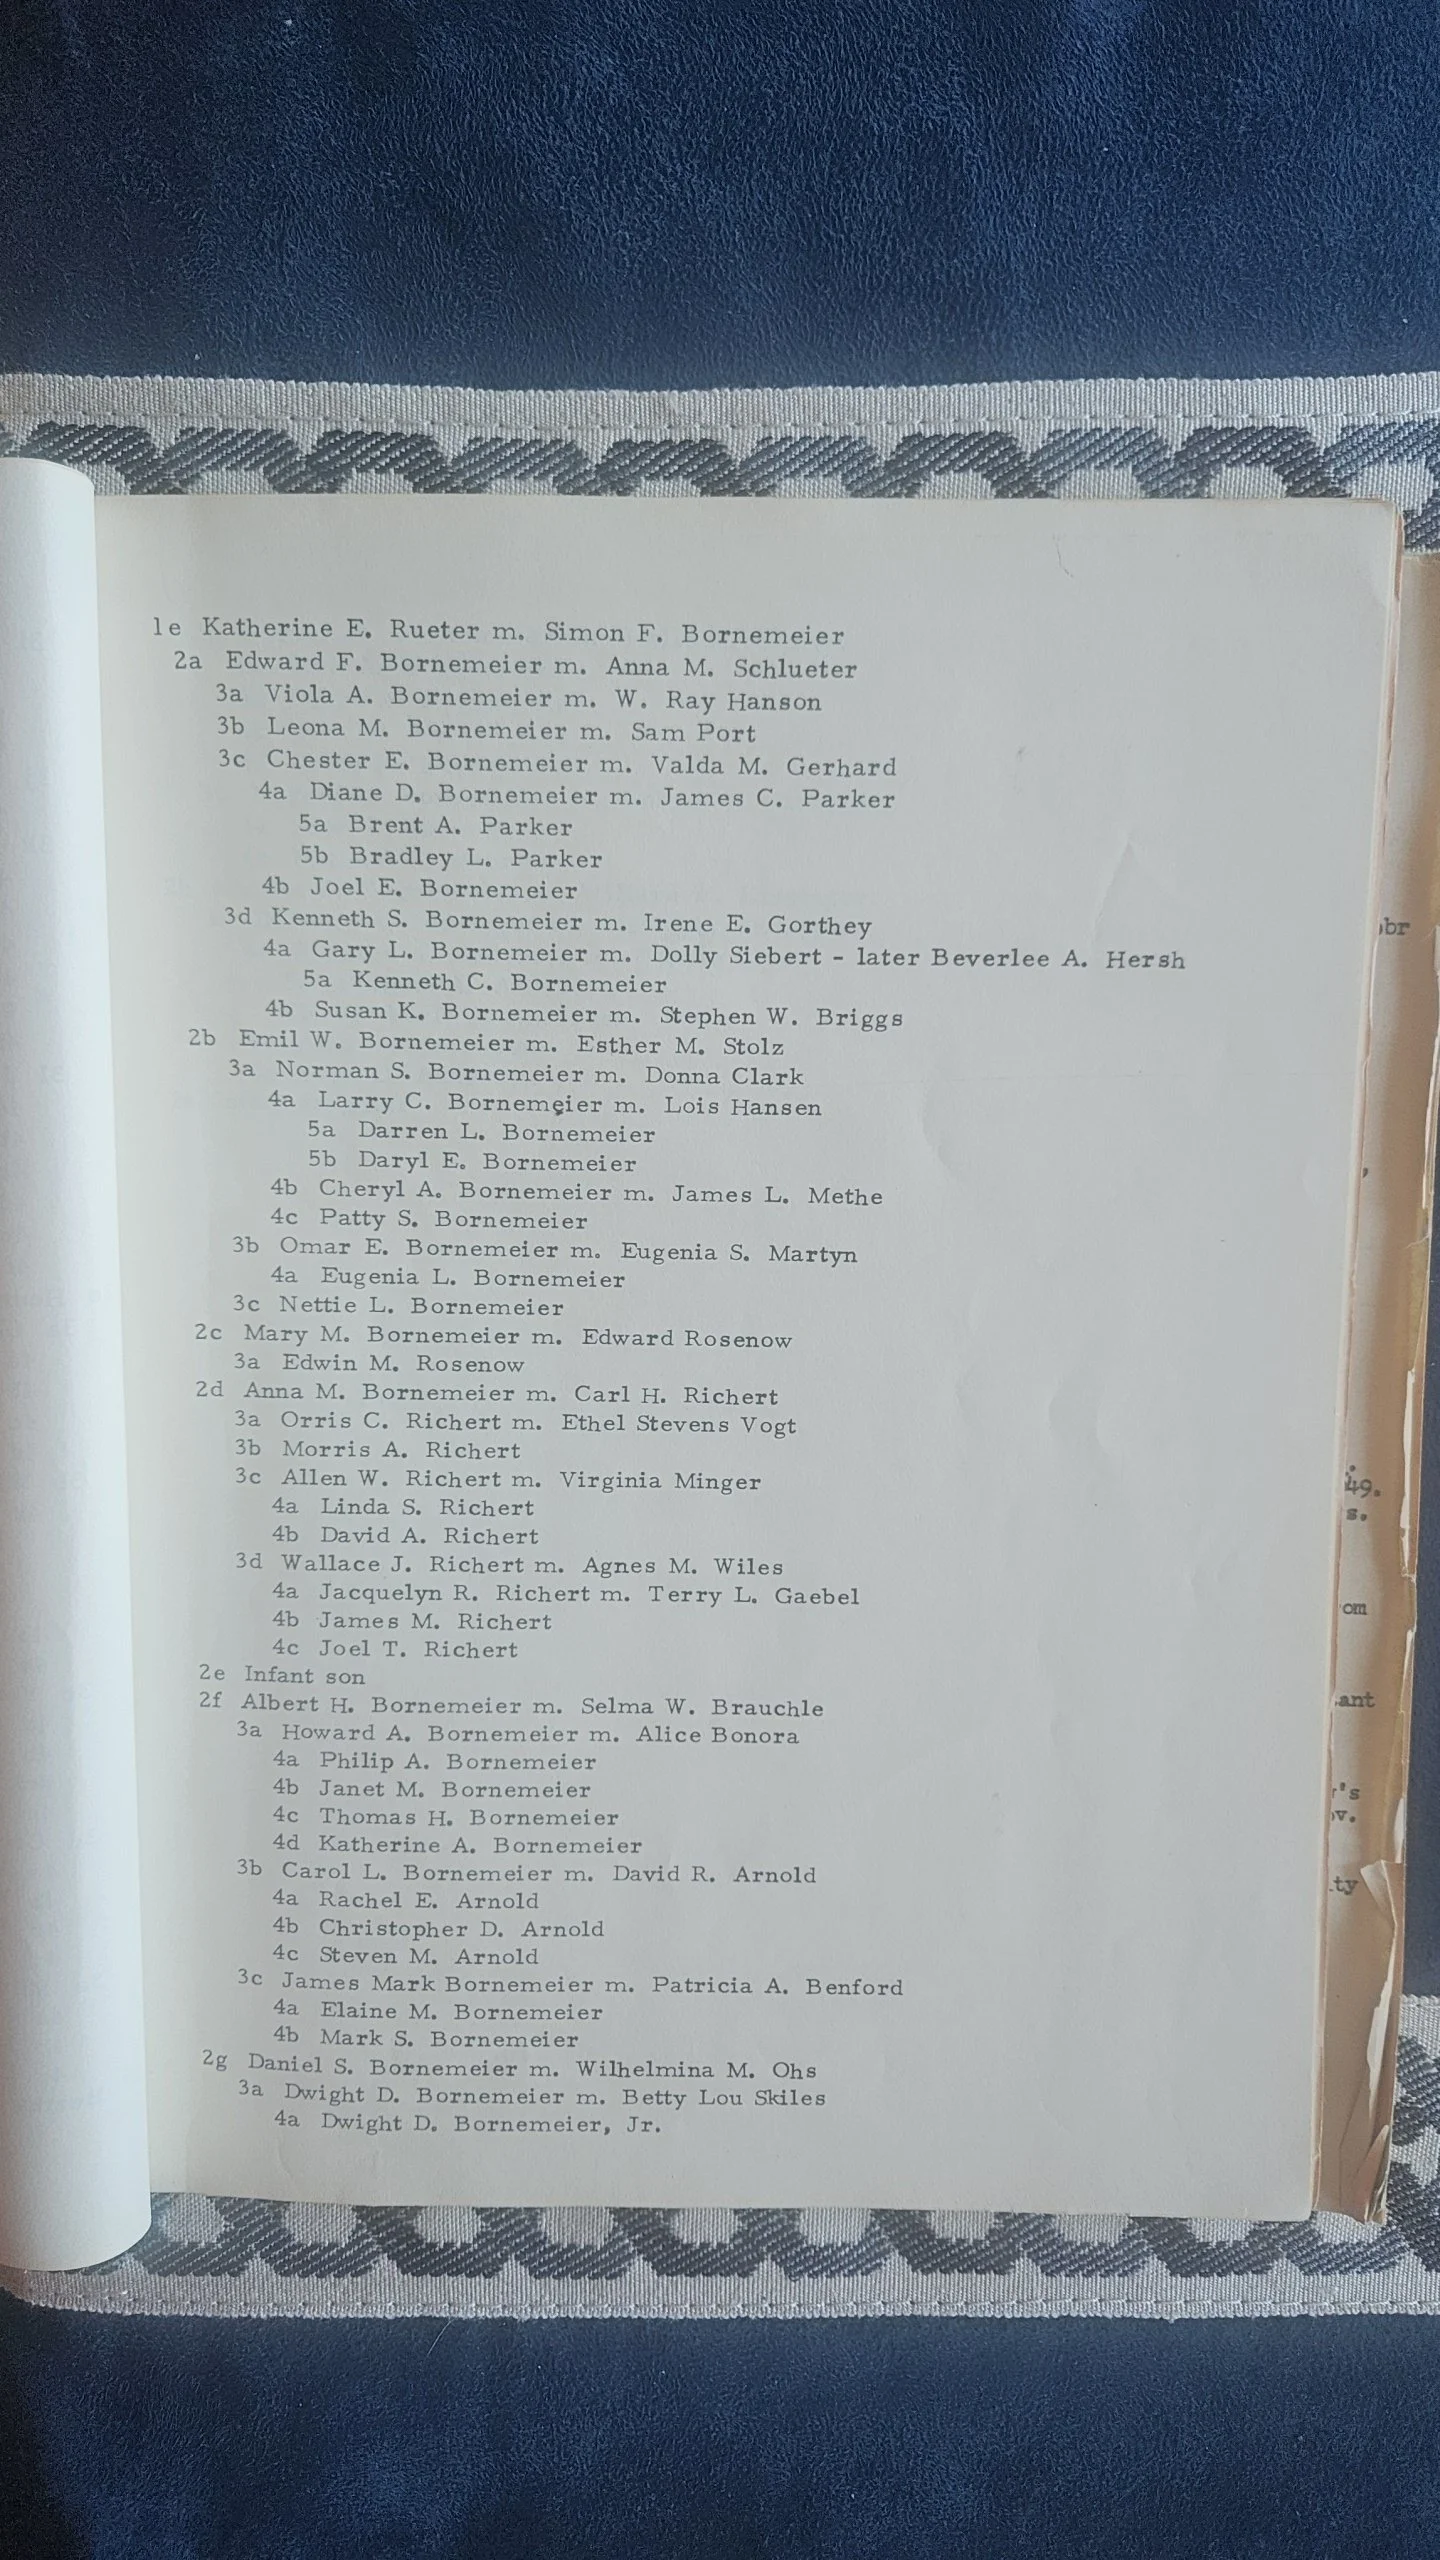 1e Katherine E. Rueter m. Simon F. Bornemeier
2a Edward F. Bornemeier m. Anna M. Schlueter
3a Viola A. Bornemeier m. W. Ray Hanson
3b Leona M. Bornemeier m. Sam Port
3c Chester E. Bornemeier m. Valda M. Gerhard
4a Diane D. Bornemeier m. James C. Parker
5a Brent A. Parker
5b Bradley L. Parker
4b Joel E. Bornemeier
3d Kenneth S. Bornemeier m. Irene E. Gorthey
4a Gary L. Bornemeier m. Dolly Siebert - later Beverlee A. Hersh
5a Kenneth C. Bornemeier
4b Susan K. Bornemeier m. Stephen W. Briggs
2b Emil W. Bornemeier m. Esther M. Stolz
3a Norman S. Bornemeier m. Donna Clark
4a Larry C. Bornemeier m. Lois Hansen
5a Darren L. Bornemeier
5b Daryl E. Bornemeier
4b Cheryl A. Bornemeier m. James L. Methe
4c Patty S. Bornemeier
3b Omar E. Bornemeier m. Eugenia S. Martyn
4a Eugenia L. Bornemeier
3c Nettie L. Bornemeier
2c Mary M. Bornemeier m. Edward Rosenow
3a Edwin M. Rosenow
2d Anna M. Bornemeier m. Carl H. Richert
3a Orris C. Richert m. Ethel Stevens Vogt
3b Morris A. Richert
3c Allen W. Richert m. Virginia Minger
4a Linda S. Richert
4b David A. Richert
3d Wallace J. Richert m. Agnes M. Wiles
4a Jacquelyn R. Richert m. Terry L. Gaebel
4b James M. Richert
4c Joel T. Richert
2e Infant son
2f Albert H. Bornemeier m. Selma W. Brauchle
3a Howard A. Bornemeier m. Alice Bonora
4a Philip A. Bornemeier
4b Janet M. Bornemeier
4c Thomas H. Bornemeier
4d Katherine A. Bornemeier
3b Carol L. Bornemeier m. David R. Arnold
4a Rachel E. Arnold
4b Christopher D. Arnold
4c Steven M. Arnold
3c James Mark Bornemeier m. Patricia A. Benford
4a Elaine M. Bornemeier
4b Mark S. Bornemeier
2g Daniel S. Bornemeier m. Wilhelmina M. Ohs
3a Dwight D. Bornemeier m. Betty Lou Skiles
4a Dwight D. Bornemeier, Jr.